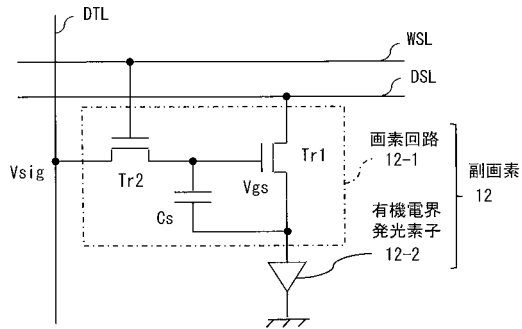 DTL
WSL
DSL
Vsig
Tr2
Cs
Vgs
Tr1
画素回路
12-1
有機電界
発光素子
12-2
副画素
12